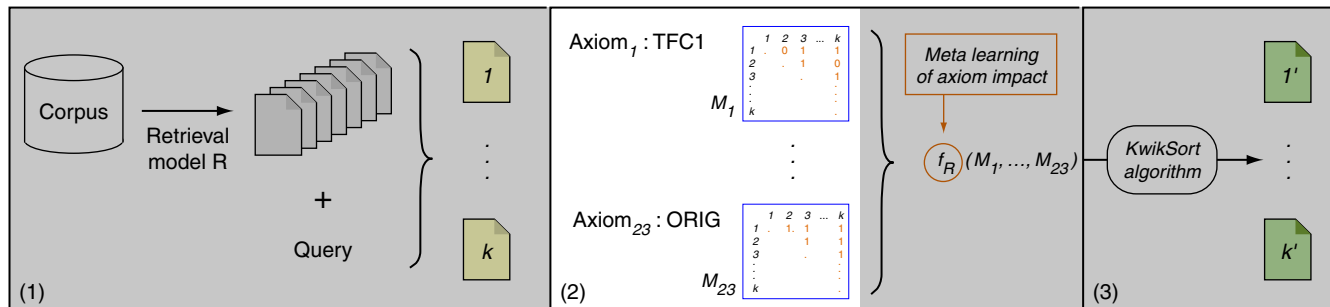 Corpus
Retrieval
model R
+
Query
1
.
.
.
k
(1)
Axiom1 : TFC1
1 2 3 ... k
1 . 0 1 1
2 . 1 0
3 . 1
. .
. .
. .
k .
M1
.
.
.
Axiom23 : ORIG
1 2 3 ... k
1 . 1. 1 1
2 1 1
3 . 1
. .
. .
. .
k .
M23
(2)
Meta learning
of axiom impact
fR (M1, ..., M23)
KwikSort
algorithm
1'
.
.
.
k'
(3)